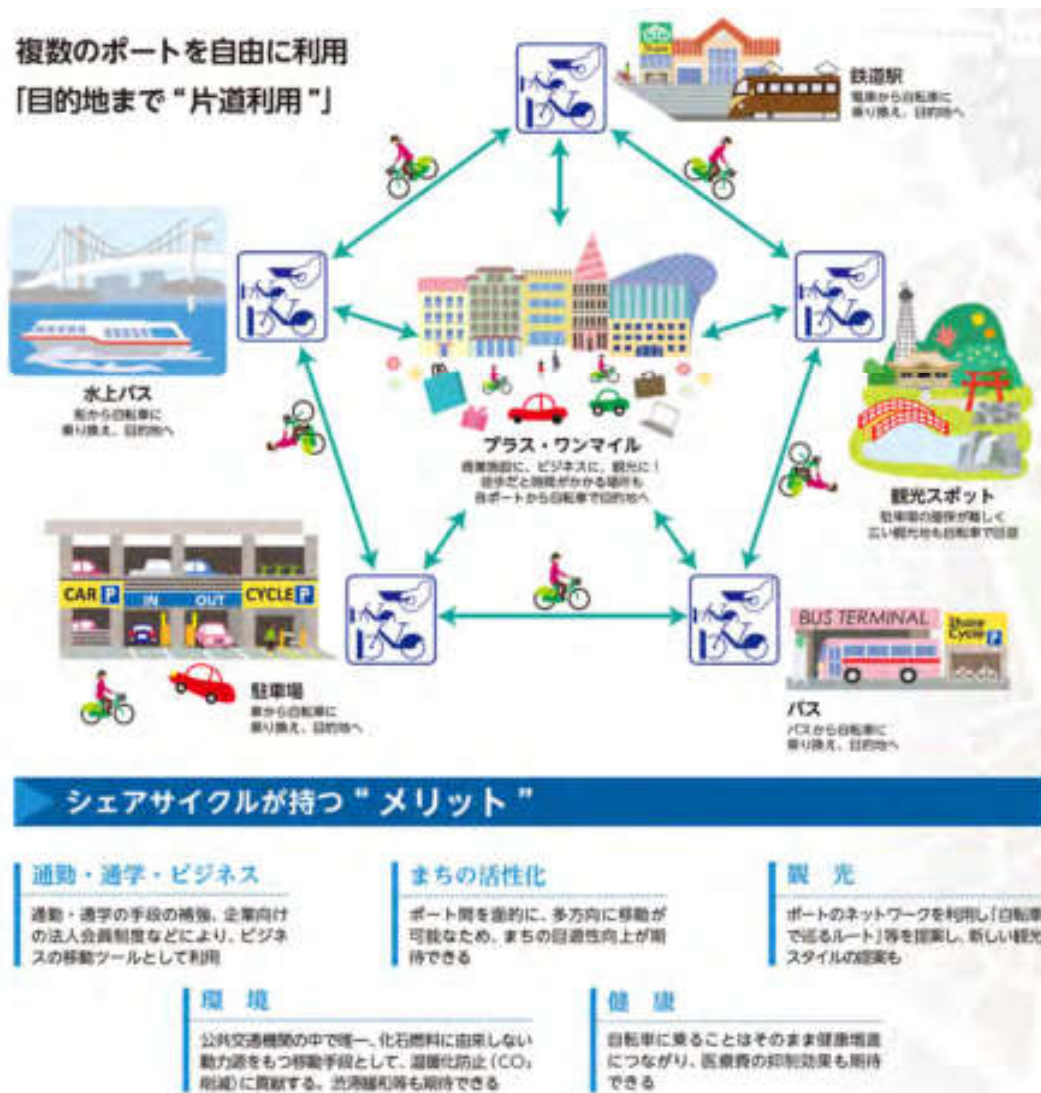 複数のポートを自由に利用
「目的地まで“片道利用”」
Share
鉄道駅
電車から自転車に
乗り換え、目的地へ
水上バス
船から自転車に
乗り換え、目的地へ
プラス・ワンマイル
商業施設に、ビジネスに、観光に!
徒歩だと時間がかかる場所も
各ポートから自転車で目的地へ
観光スポット
駐車場の確保が難しく
広い観光地も自転車で回遊
CAR P IN OUT CYCLE P
駐車場
車から自転車に
乗り換え、目的地へ
BUS TERMINAL
Share
Cycle P
バス
バスから自転車に
乗り換え、目的地へ
シェアサイクルが持つ“メリット”
通勤・通学・ビジネス
通勤・通学の手段の補強、企業向け
の法人会員制度などにより、ビジネ
スの移動ツールとして利用
まちの活性化
ポート間を面的に、多方向に移動が
可能なため、まちの回遊性向上が期
待できる
観 光
ポートのネットワークを利用し「自転車
で巡るルート」等を提案し、新しい観光
スタイルの提案も
環 境
公共交通機関の中で唯一、化石燃料に由来しない
動力源をもつ移動手段として、温暖化防止(CO₂
削減)に貢献する。渋滞緩和等も期待できる
健 康
自転車に乗ることはそのまま健康増進
につながり、医療費の抑制効果も期待
できる